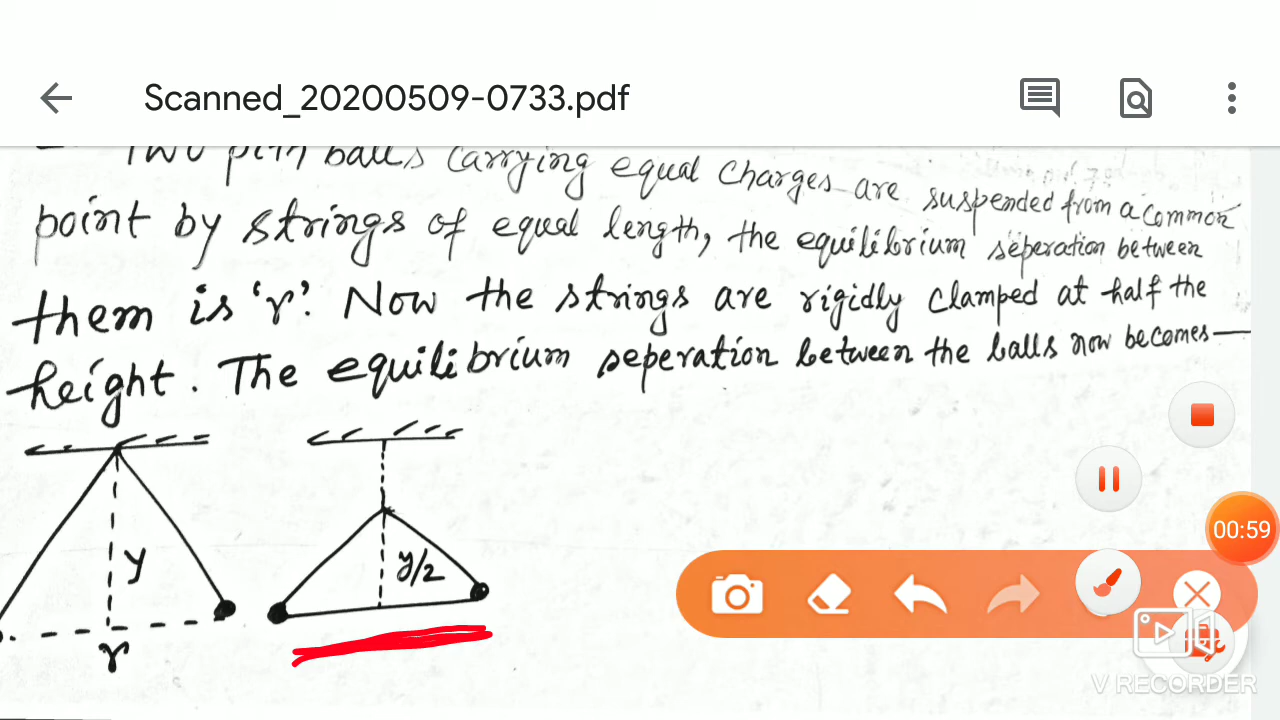 Scanned_20200509-0733.pdf
Two pith balls carrying equal charges are suspended from a common
point by strings of equal length, the equilibrium seperation between
them is 'r'. Now the strings are rigidly clamped at half the
height. The equilibrium seperation between the balls now becomes—
y
y/2
r
00:59
V RECORDER